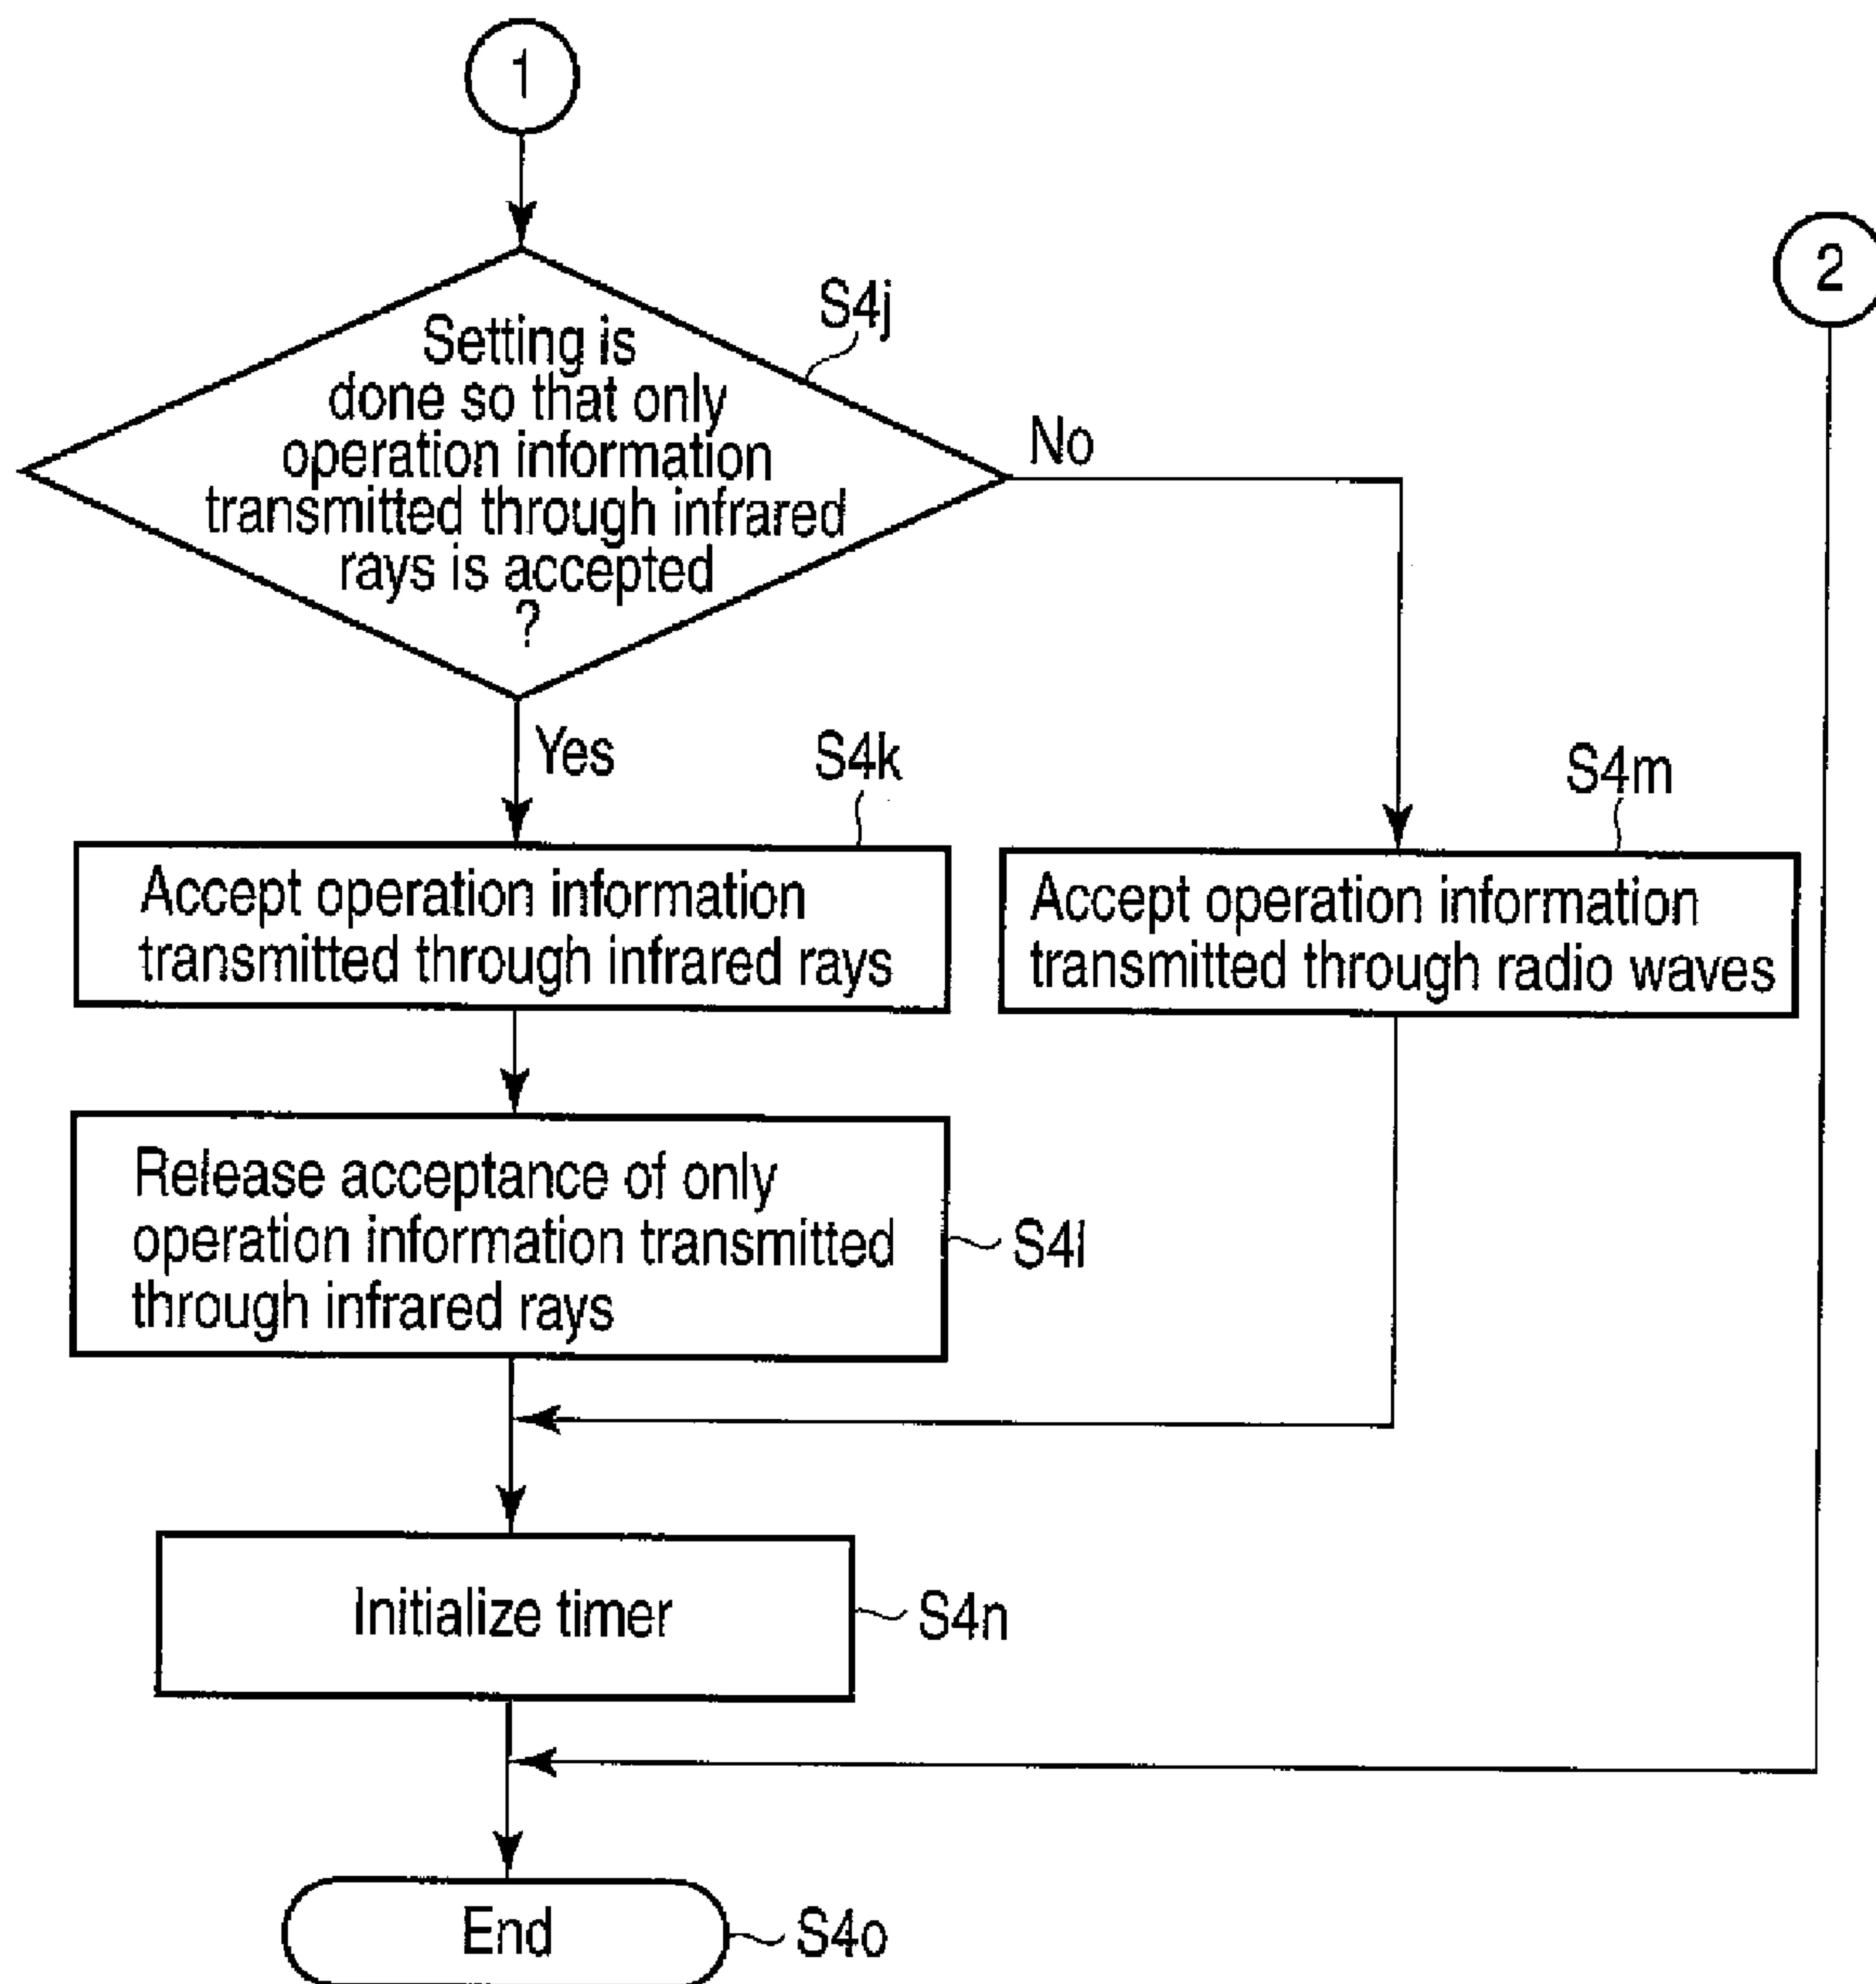 1
2
S4j
Setting is
done so that only
operation information
transmitted through infrared
rays is accepted
?
No
Yes
S4k
S4m
Accept operation information
transmitted through infrared rays
Accept operation information
transmitted through radio waves
Release acceptance of only
operation information transmitted
through infrared rays
S4l
Initialize timer
S4n
End
S4o